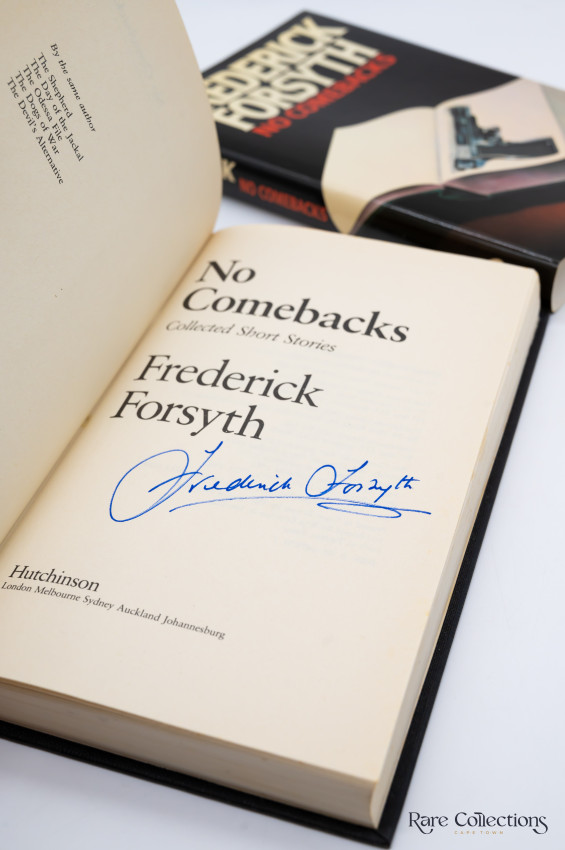 By the same author
The Shepherd
The Day of the Jackal
The Odessa File
The Dogs of War
The Devil's Alternative
FREDERICK
FORSYTH
NO COMEBACKS
NO COMEBACKS
No
Comebacks
Collected Short Stories
Frederick
Forsyth
Frederick Forsyth
Hutchinson
London Melbourne Sydney Auckland Johannesburg
Rare Collections
CAPE TOWN